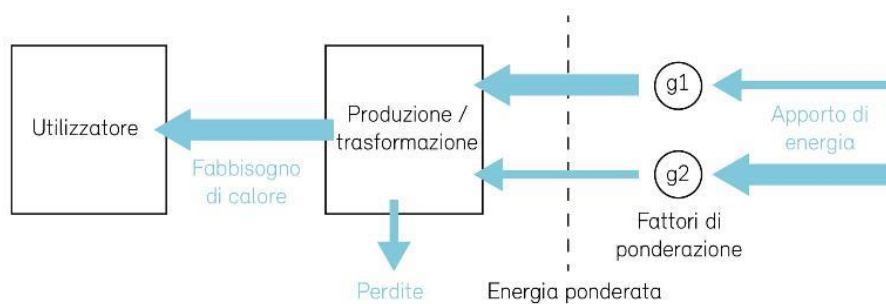 Utilizzatore
Fabbisogno
di calore
Produzione /
trasformazione
Perdite
Energia ponderata
g1
g2
Fattori di
ponderazione
Apporto di
energia